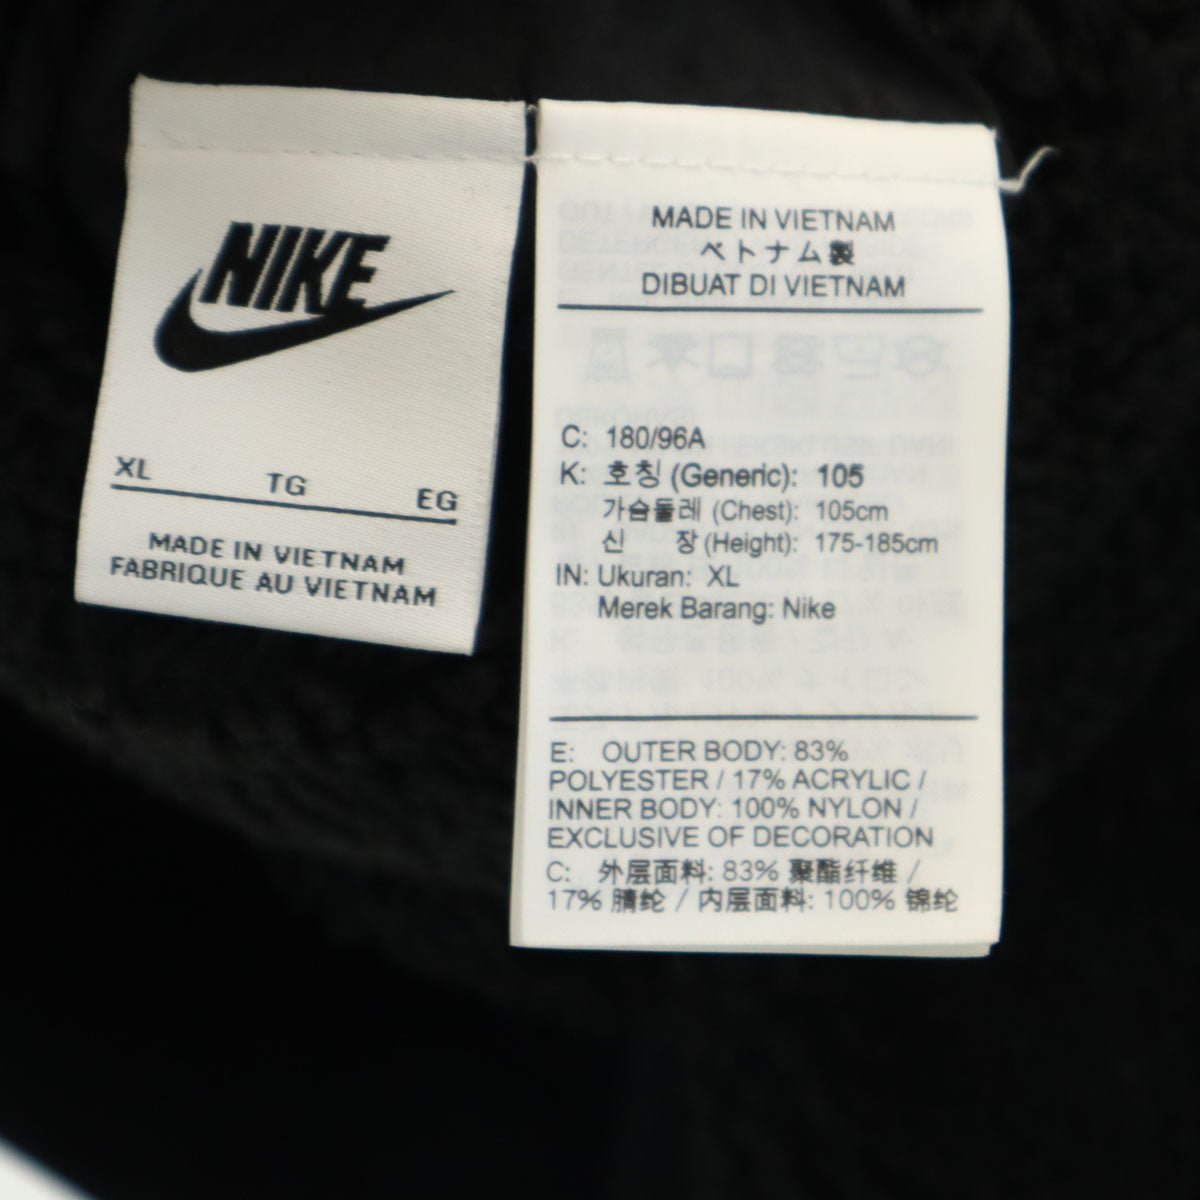 NIKE
XL TG EG
MADE IN VIETNAM
FABRIQUE AU VIETNAM
MADE IN VIETNAM
ベトナム製
DIBUAT DI VIETNAM
C: 180/96A
K: 호칭 (Generic): 105
가슴둘레 (Chest): 105cm
신 장 (Height): 175-185cm
IN: Ukuran: XL
Merek Barang: Nike
E: OUTER BODY: 83%
POLYESTER / 17% ACRYLIC /
INNER BODY: 100% NYLON /
EXCLUSIVE OF DECORATION
C: 外层面料: 83% 聚酯纤维 /
17% 腈纶 / 内层面料: 100% 锦纶